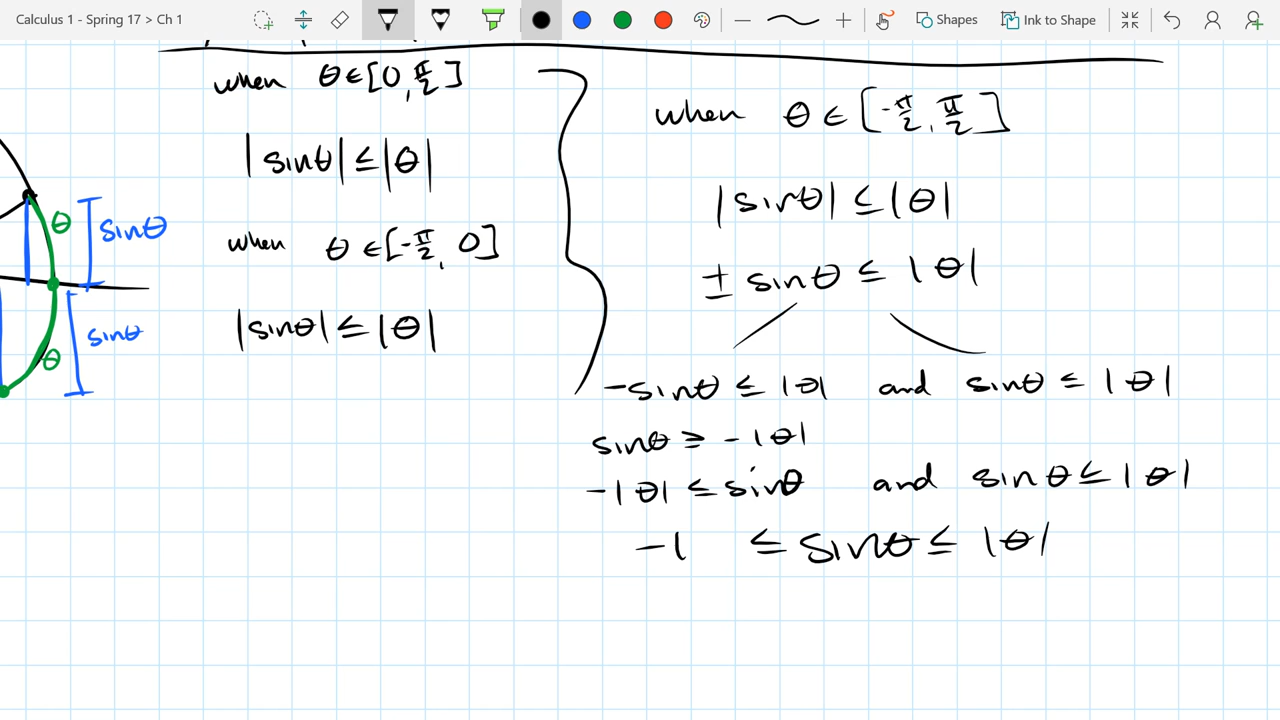 Calculus 1 - Spring 17 > Ch 1
Shapes
Ink to Shape
when θ ∈ [0, π/2]
|sinθ| ≤ |θ|
when θ ∈ [-π/2, 0]
|sinθ| ≤ |θ|
θ
sinθ
sinθ
θ
when θ ∈ [-π/2, π/2]
|sinθ| ≤ |θ|
± sinθ ≤ |θ|
-sinθ ≤ |θ| and sinθ ≤ |θ|
sinθ ≥ -|θ|
-|θ| ≤ sinθ and sinθ ≤ |θ|
-| ≤ sinθ ≤ |θ|